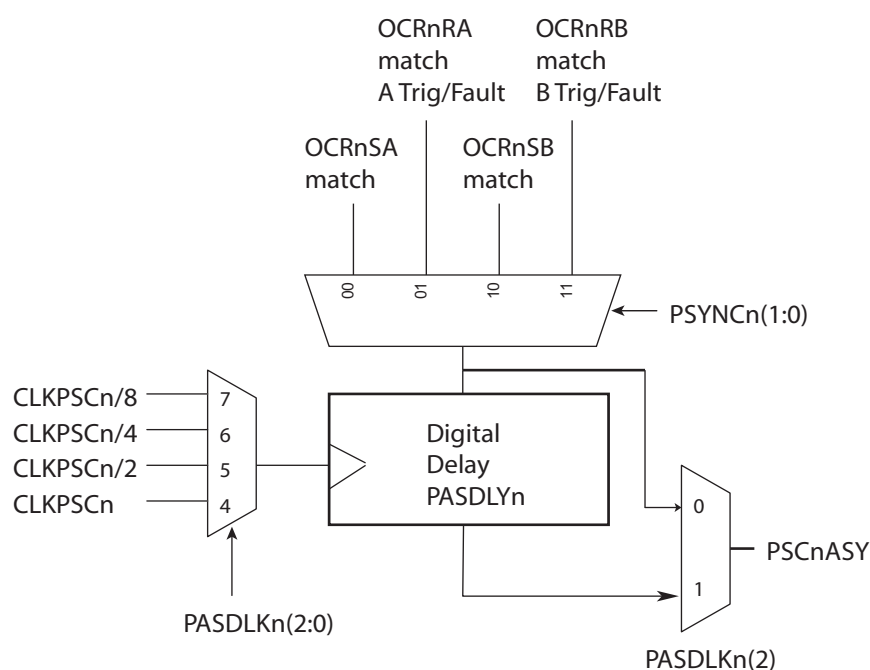 OCRnRA
match
A Trig/Fault
OCRnRB
match
B Trig/Fault
OCRnSA
match
OCRnSB
match
00
01
10
11
PSYNCn(1:0)
CLKPSCn/8
CLKPSCn/4
CLKPSCn/2
CLKPSCn
7
6
5
4
Digital
Delay
PASDLYn
0
1
PSCnASY
PASDLKn(2:0)
PASDLKn(2)